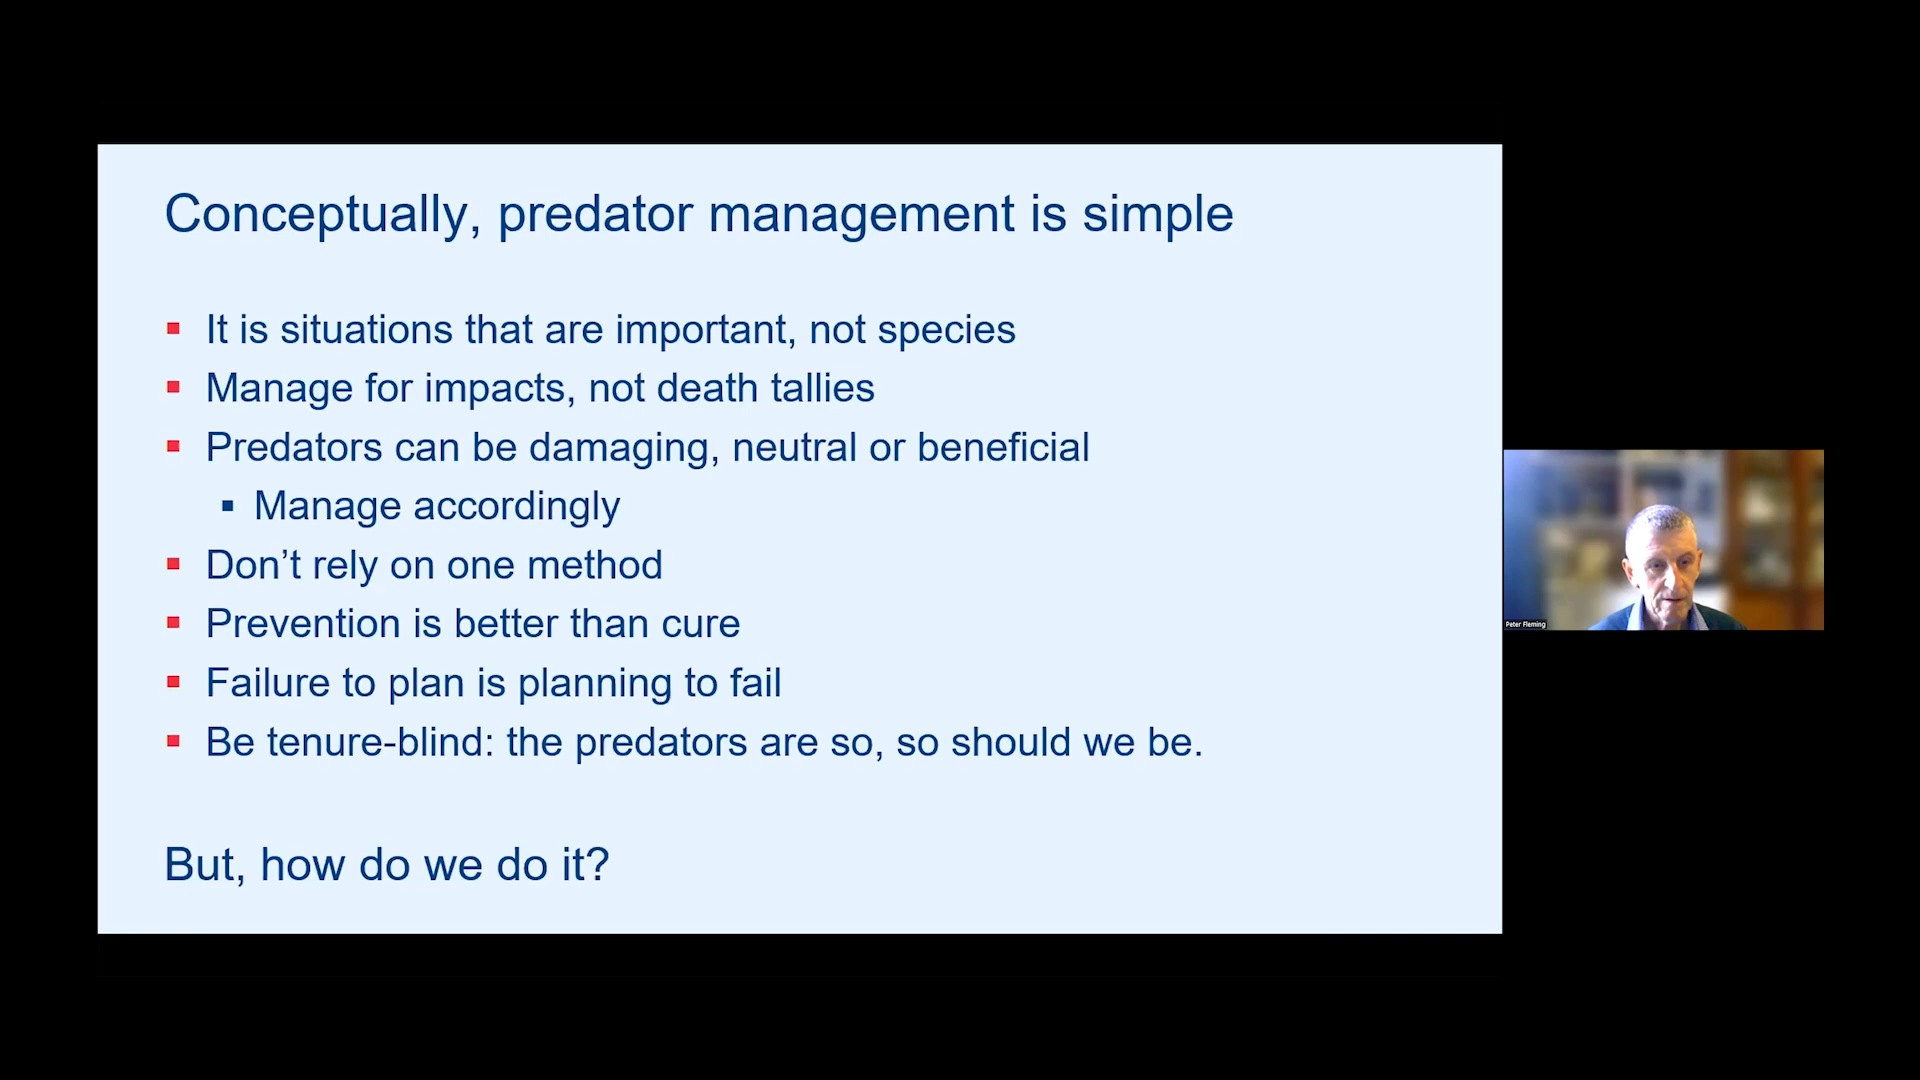 Conceptually, predator management is simple
It is situations that are important, not species
Manage for impacts, not death tallies
Predators can be damaging, neutral or beneficial
Manage accordingly
Don’t rely on one method
Prevention is better than cure
Failure to plan is planning to fail
Be tenure-blind: the predators are so, so should we be.
But, how do we do it?
Peter Fleming